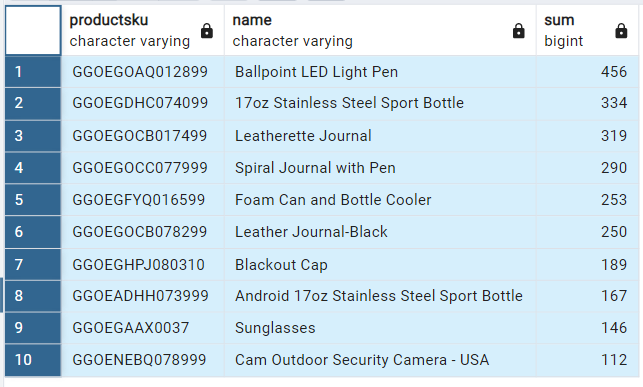 productsku name sum
character varying character varying bigint
1 GGOEGOAQ012899 Ballpoint LED Light Pen 456
2 GGOEGDHC074099 17oz Stainless Steel Sport Bottle 334
3 GGOEGOCB017499 Leatherette Journal 319
4 GGOEGOCC077999 Spiral Journal with Pen 290
5 GGOEGFYQ016599 Foam Can and Bottle Cooler 253
6 GGOEGOCB078299 Leather Journal-Black 250
7 GGOEGHPJ080310 Blackout Cap 189
8 GGOEADHH073999 Android 17oz Stainless Steel Sport Bottle 167
9 GGOEGAAX0037 Sunglasses 146
10 GGOENEBQ078999 Cam Outdoor Security Camera - USA 112